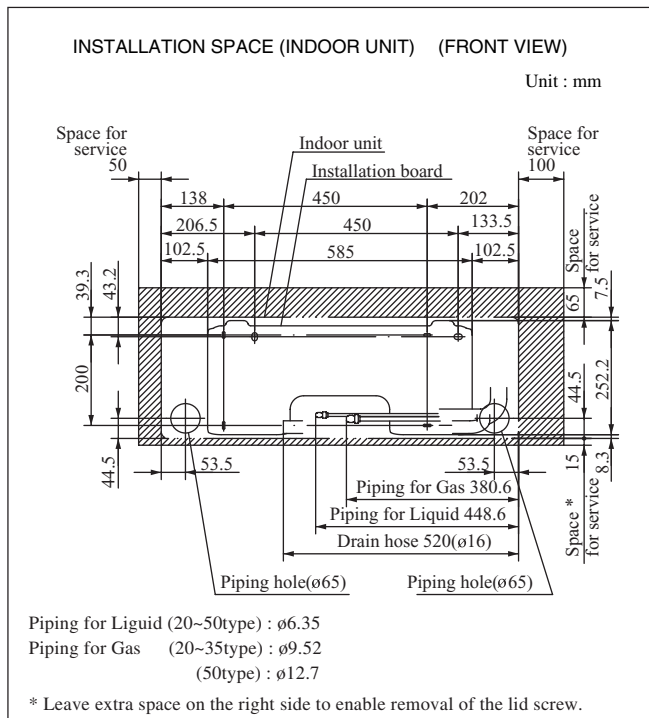 INSTALLATION SPACE (INDOOR UNIT) (FRONT VIEW)
Unit : mm
Space for
service
50
Indoor unit
Installation board
Space for
service
100
138
450
202
206.5
450
133.5
102.5
585
102.5
39.3
43.2
200
44.5
65
Space
for service
7.5
252.2
44.5
8.3
15
Space *
for service
53.5
53.5
Piping for Gas 380.6
Piping for Liquid 448.6
Drain hose 520(ø16)
Piping hole(ø65)
Piping hole(ø65)
Piping for Liguid (20~50type) : ø6.35
Piping for Gas (20~35type) : ø9.52
(50type) : ø12.7
* Leave extra space on the right side to enable removal of the lid screw.